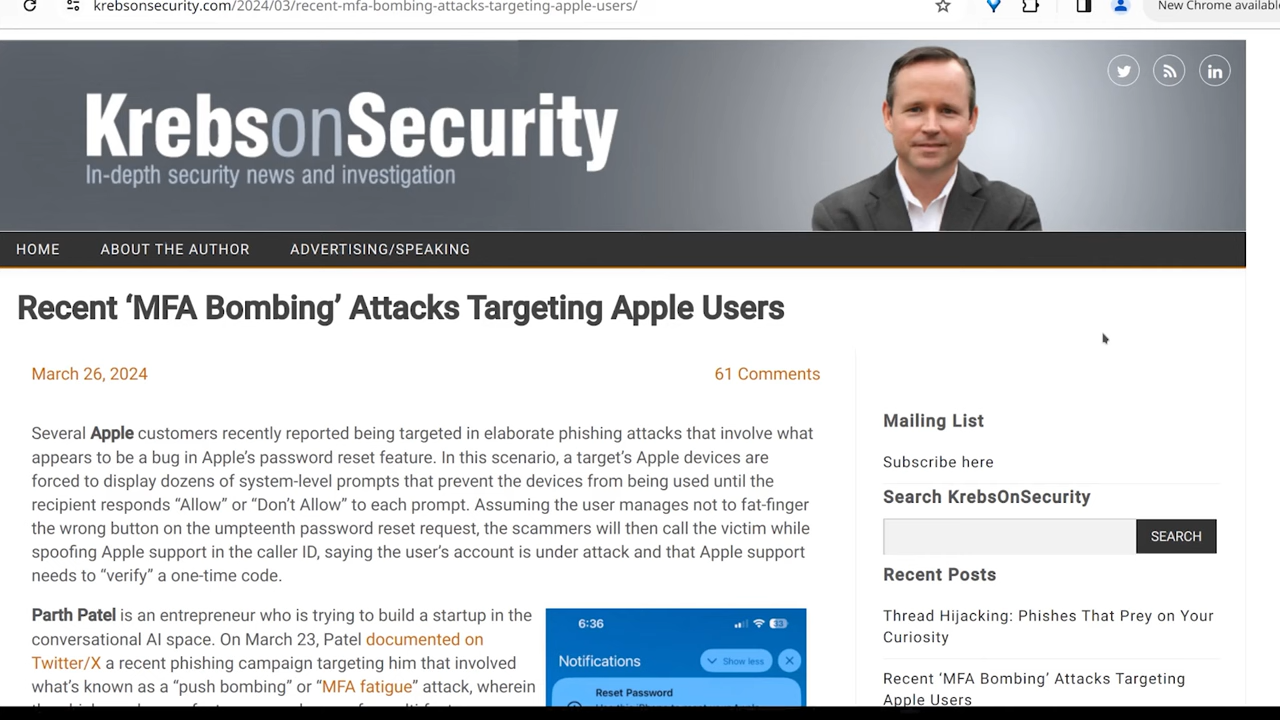 krebsonsecurity.com/2024/03/recent-mfa-bombing-attacks-targeting-apple-users/
New Chrome available
KrebsonSecurity
In-depth security news and investigation
HOME
ABOUT THE AUTHOR
ADVERTISING/SPEAKING
Recent ‘MFA Bombing’ Attacks Targeting Apple Users
March 26, 2024
61 Comments
Several Apple customers recently reported being targeted in elaborate phishing attacks that involve what
appears to be a bug in Apple’s password reset feature. In this scenario, a target’s Apple devices are
forced to display dozens of system-level prompts that prevent the devices from being used until the
recipient responds “Allow” or “Don’t Allow” to each prompt. Assuming the user manages not to fat-finger
the wrong button on the umpteenth password reset request, the scammers will then call the victim while
spoofing Apple support in the caller ID, saying the user’s account is under attack and that Apple support
needs to “verify” a one-time code.
Parth Patel is an entrepreneur who is trying to build a startup in the
conversational AI space. On March 23, Patel documented on
Twitter/X a recent phishing campaign targeting him that involved
what’s known as a “push bombing” or “MFA fatigue” attack, wherein
6:36
33
Notifications
Show less
Reset Password
Mailing List
Subscribe here
Search KrebsOnSecurity
SEARCH
Recent Posts
Thread Hijacking: Phishes That Prey on Your
Curiosity
Recent ‘MFA Bombing’ Attacks Targeting
Apple Users